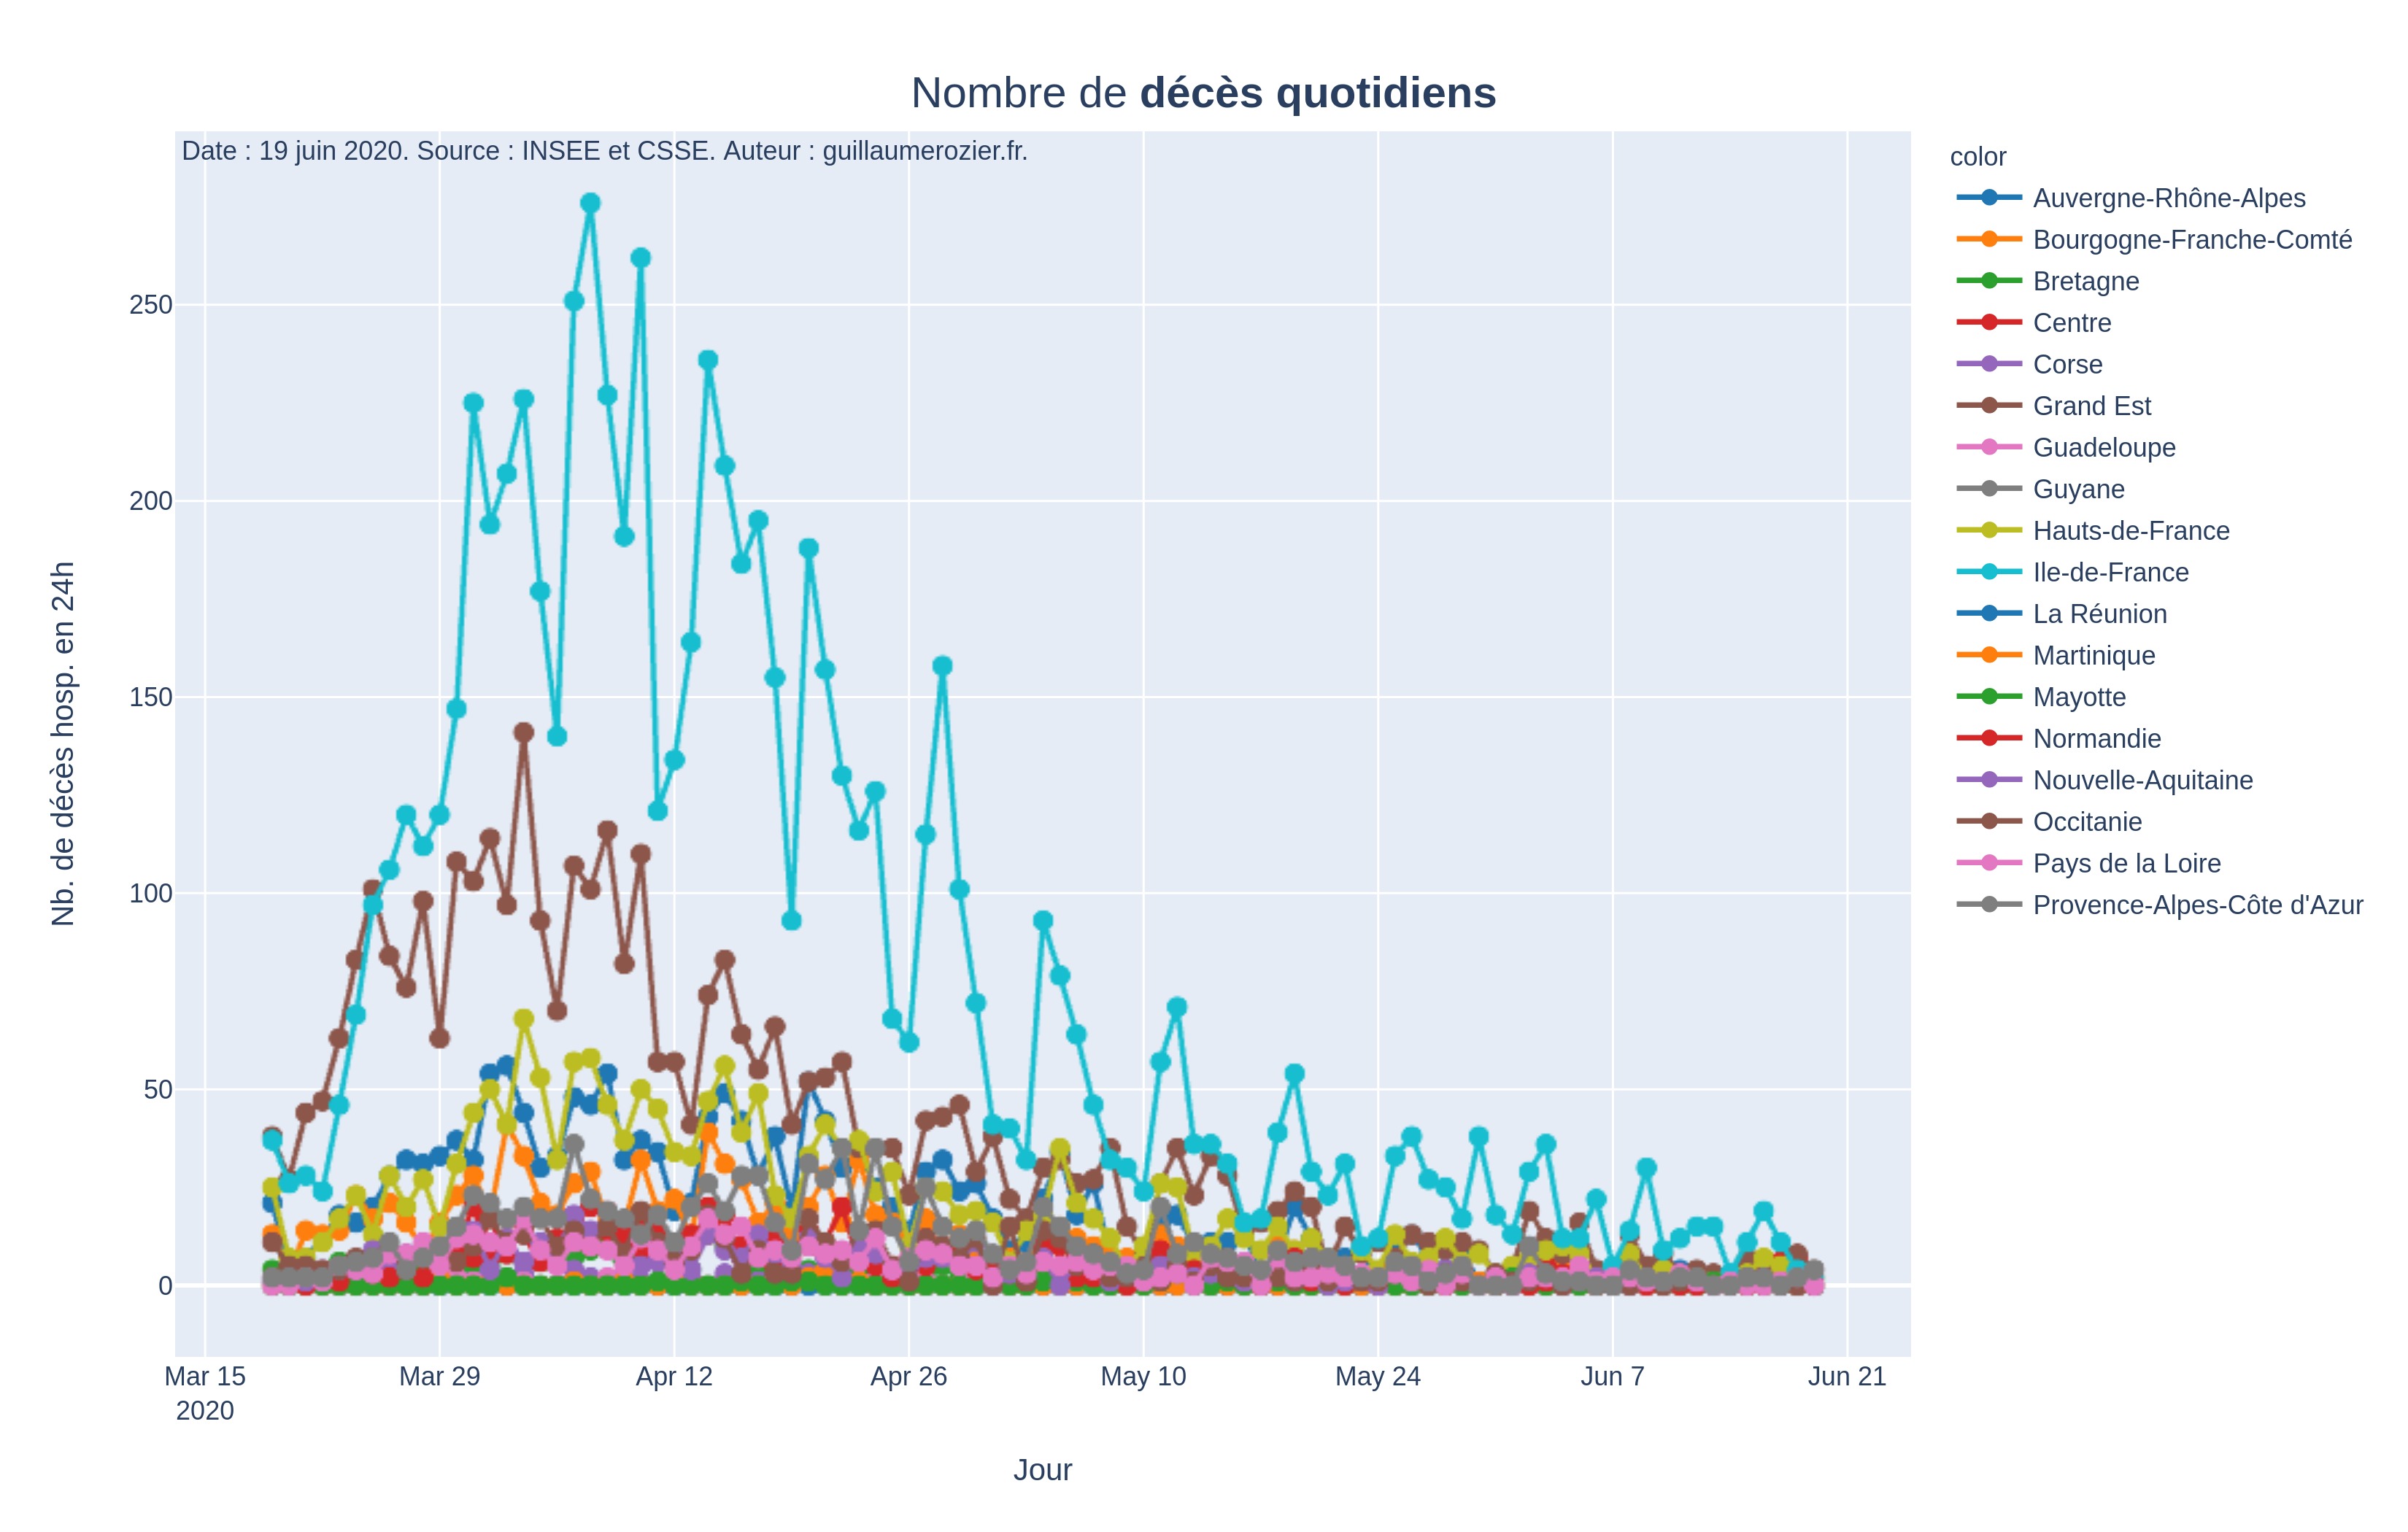 Nombre de décès quotidiens
Date : 19 juin 2020. Source : INSEE et CSSE. Auteur : guillaumerozier.fr.
color
Auvergne-Rhône-Alpes
Bourgogne-Franche-Comté
Bretagne
Centre
Corse
Grand Est
Guadeloupe
Guyane
Hauts-de-France
Ile-de-France
La Réunion
Martinique
Mayotte
Normandie
Nouvelle-Aquitaine
Occitanie
Pays de la Loire
Provence-Alpes-Côte d'Azur
Nb. de décès hosp. en 24h
250
200
150
100
50
0
Mar 15 Mar 29 Apr 12 Apr 26 May 10 May 24 Jun 7 Jun 21
2020
Jour